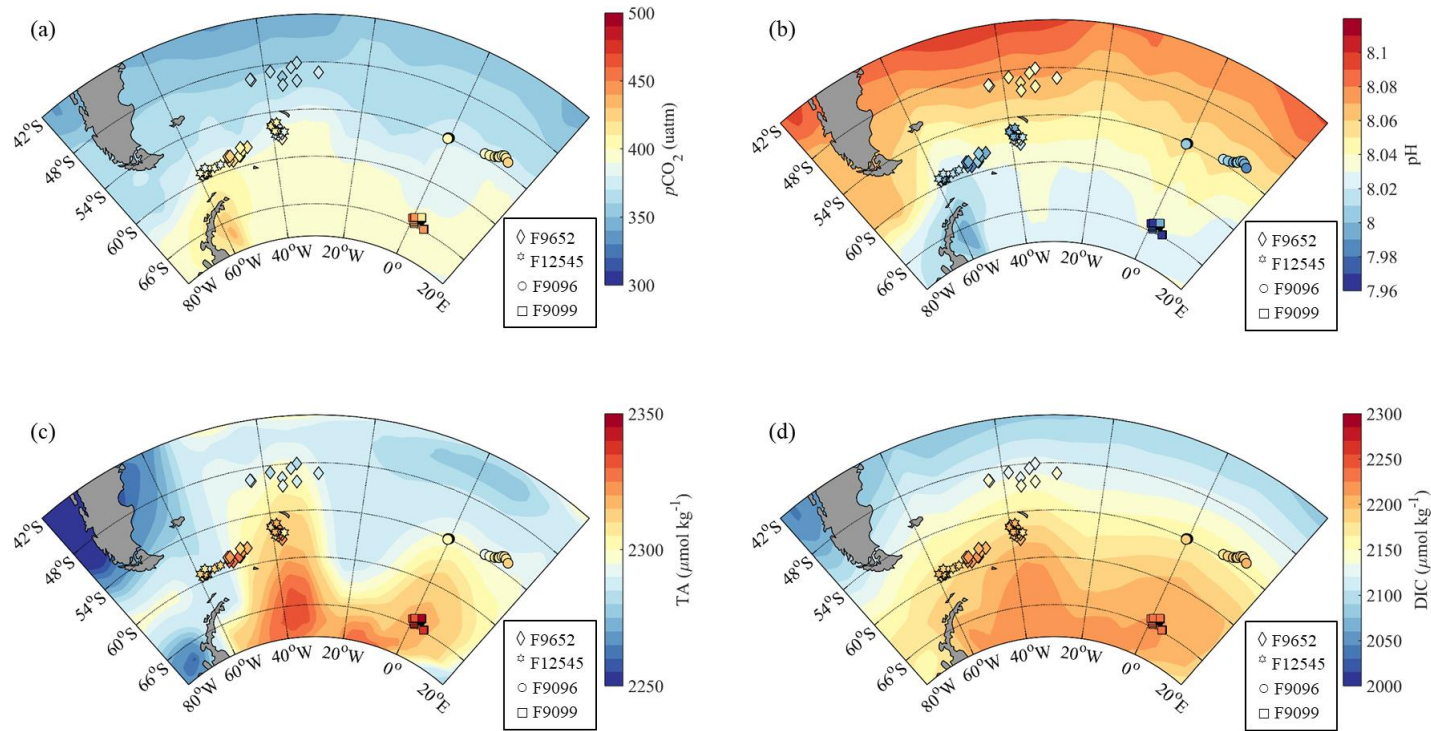 (a)
42°S
48°S
54°S
60°S
66°S
80°W
60°W
40°W
20°W
0°
20°E
500
450
400
350
300
pCO₂ (uatm)
F9652
F12545
F9096
F9099
(b)
42°S
48°S
54°S
60°S
66°S
80°W
60°W
40°W
20°W
0°
20°E
8.1
8.08
8.06
8.04
8.02
8
7.98
7.96
pH
F9652
F12545
F9096
F9099
(c)
42°S
48°S
54°S
60°S
66°S
80°W
60°W
40°W
20°W
0°
20°E
2350
2300
2250
TA (μmol kg⁻¹)
F9652
F12545
F9096
F9099
(d)
42°S
48°S
54°S
60°S
66°S
80°W
60°W
40°W
20°W
0°
20°E
2300
2250
2200
2150
2100
2050
2000
DIC (μmol kg⁻¹)
F9652
F12545
F9096
F9099